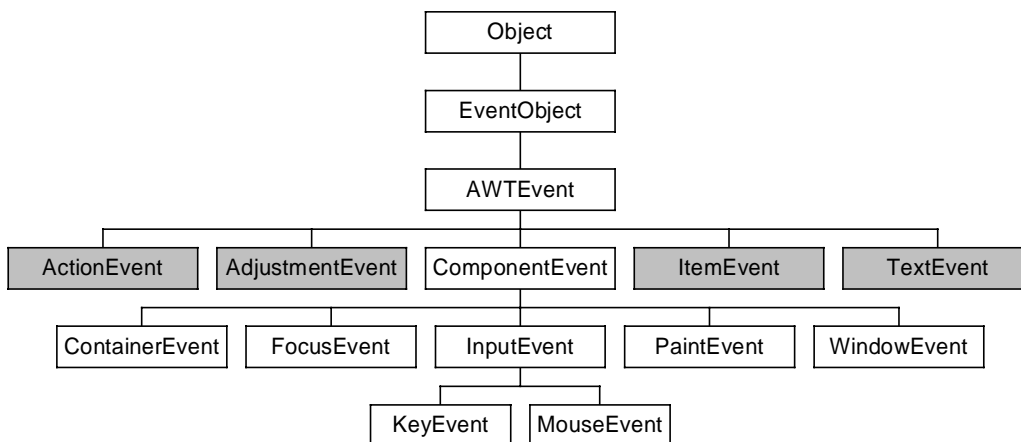 Object
EventObject
AWTEvent
ActionEvent
AdjustmentEvent
ComponentEvent
ItemEvent
TextEvent
ContainerEvent
FocusEvent
InputEvent
PaintEvent
WindowEvent
KeyEvent
MouseEvent